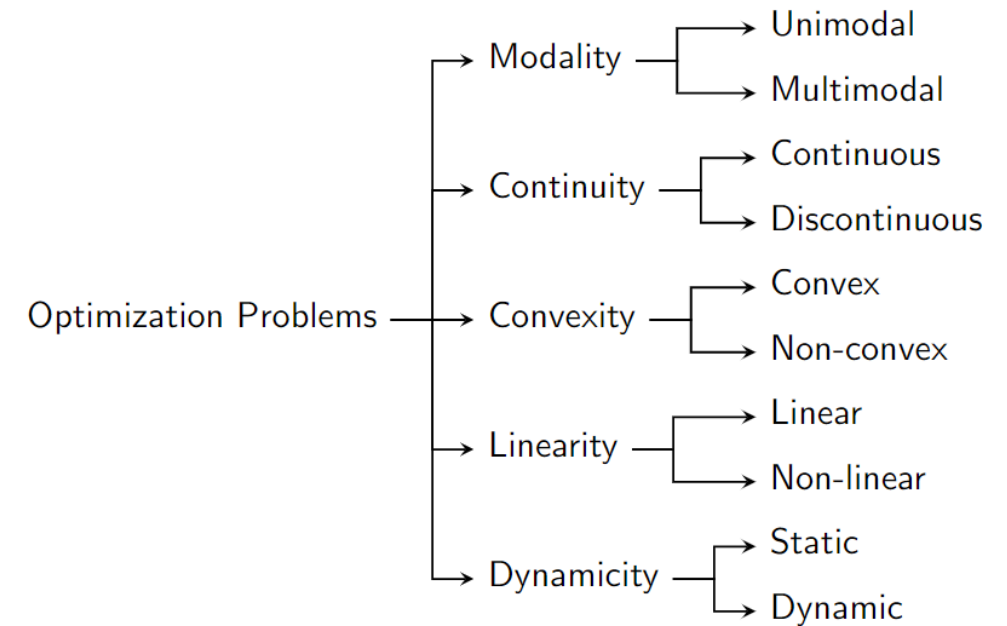 Optimization Problems
Modality
Unimodal
Multimodal
Continuity
Continuous
Discontinuous
Convexity
Convex
Non-convex
Linearity
Linear
Non-linear
Dynamicity
Static
Dynamic